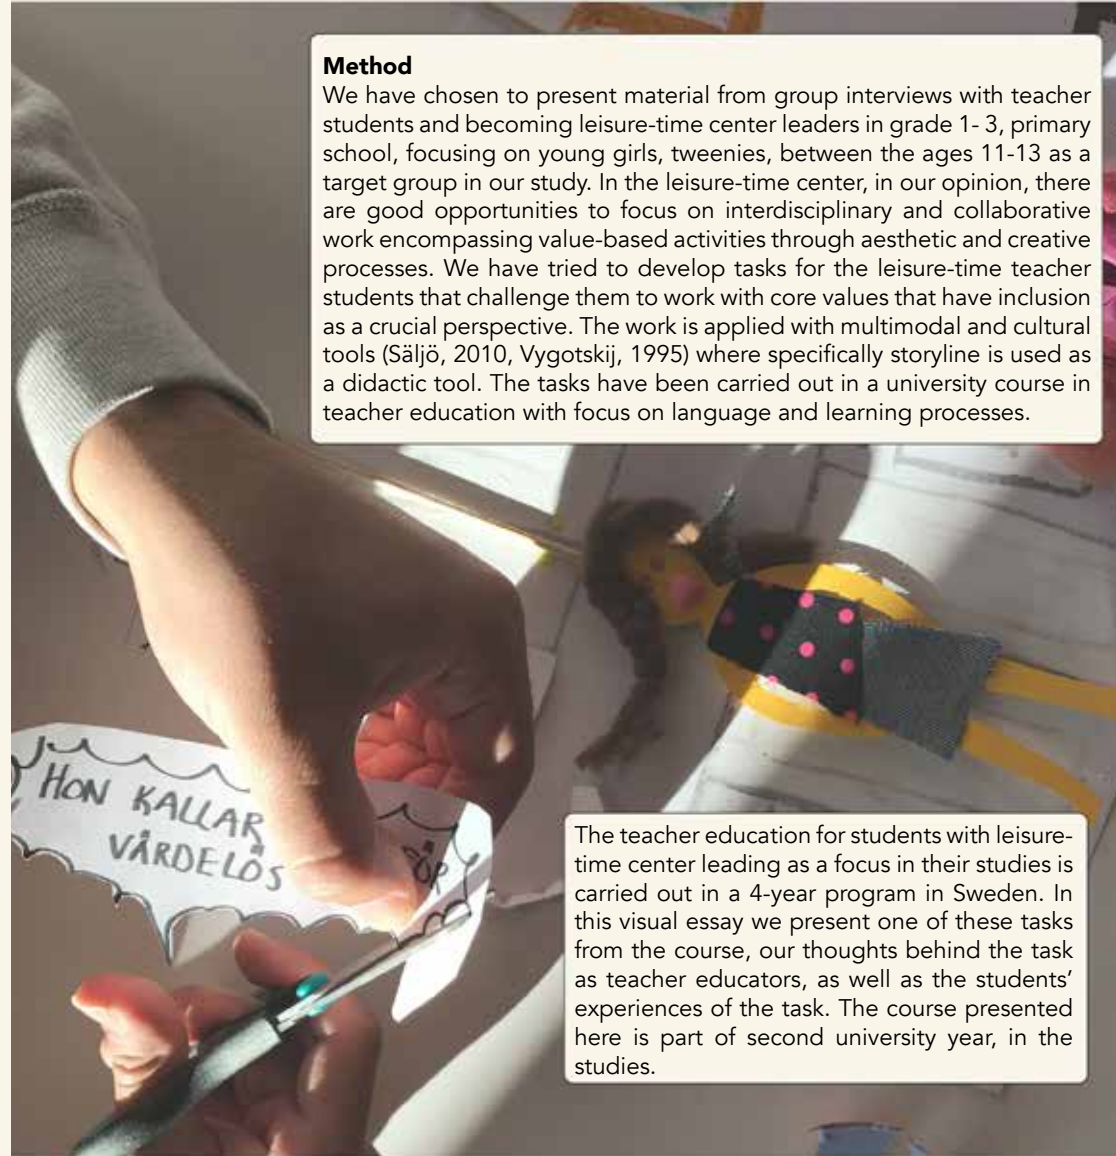 Method
We have chosen to present material from group interviews with teacher
students and becoming leisure-time center leaders in grade 1- 3, primary
school, focusing on young girls, tweenies, between the ages 11-13 as a
target group in our study. In the leisure-time center, in our opinion, there
are good opportunities to focus on interdisciplinary and collaborative
work encompassing value-based activities through aesthetic and creative
processes. We have tried to develop tasks for the leisure-time teacher
students that challenge them to work with core values that have inclusion
as a crucial perspective. The work is applied with multimodal and cultural
tools (Säljö, 2010, Vygotskij, 1995) where specifically storyline is used as
a didactic tool. The tasks have been carried out in a university course in
teacher education with focus on language and learning processes.
HON KALLAR
VÄRDELÖS
The teacher education for students with leisure-
time center leading as a focus in their studies is
carried out in a 4-year program in Sweden. In
this visual essay we present one of these tasks
from the course, our thoughts behind the task
as teacher educators, as well as the students'
experiences of the task. The course presented
here is part of second university year, in the
studies.